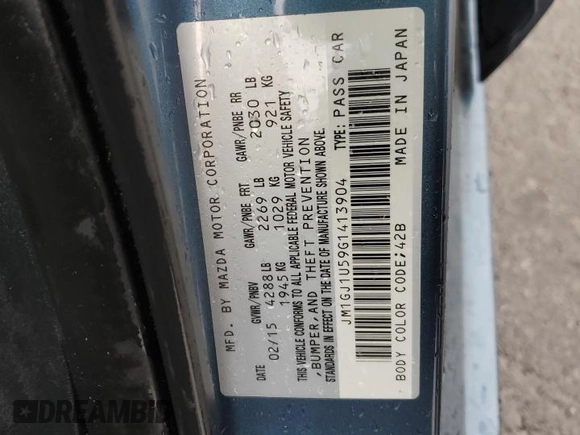 MFD. BY MAZDA MOTOR CORPORATION
GVWR/PNBV GAWR/PNBE FRT GAWR/PNBE RR
DATE
02/15 4288 LB 2269 LB 2030 LB
1945 KG 1029 KG 921 KG
THIS VEHICLE CONFORMS TO ALL APPLICABLE FEDERAL MOTOR VEHICLE SAFETY
,BUMPER,AND THEFT PREVENTION
STANDARDS IN EFFECT ON THE DATE OF MANUFACTURE SHOWN ABOVE.
JM1GJ1U59G1413904 TYPE: PASS CAR
BODY COLOR CODE;42B MADE IN JAPAN
DREAMBID